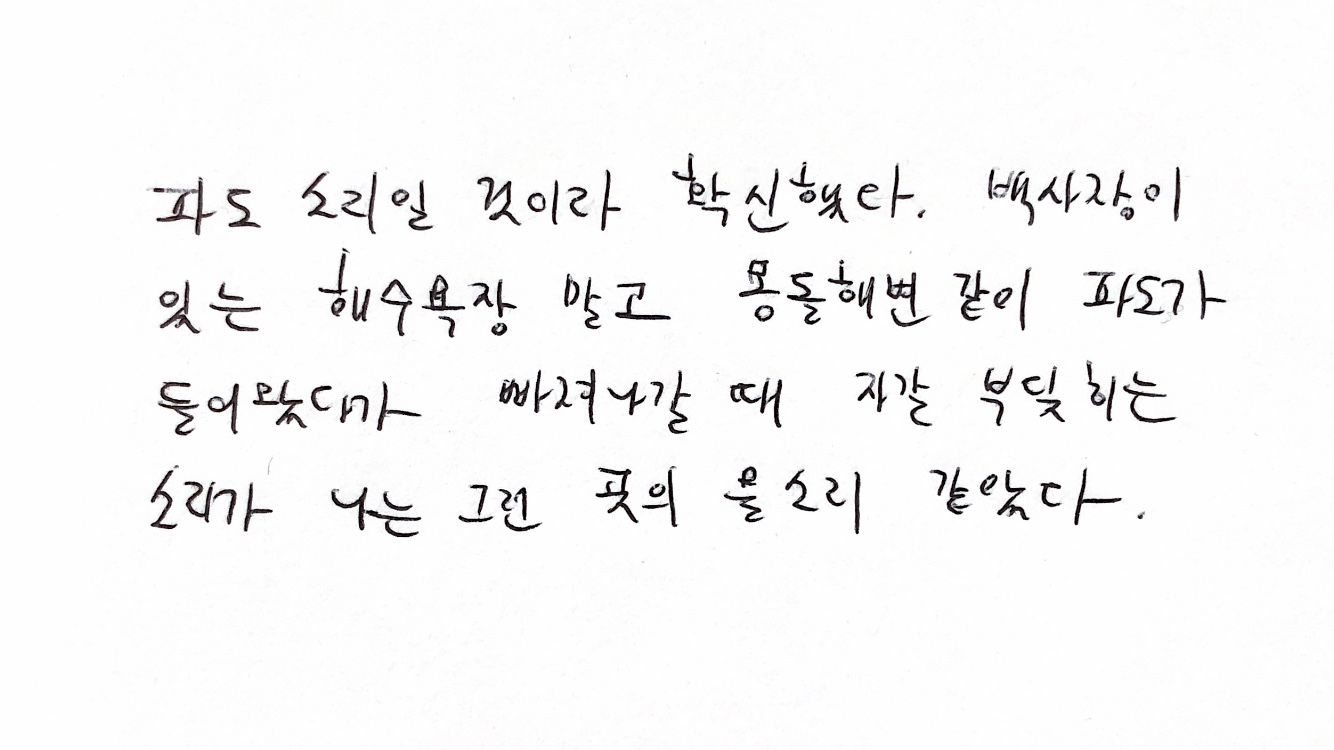 파도 소리일 것이라 확신했다. 백사장이
있는 해수욕장 말고 몽돌해변 같이 파도가
들어왔다가 빠져나갈 때 자갈 부딪히는
소리가 나는 그런 곳의 물소리 같았다.